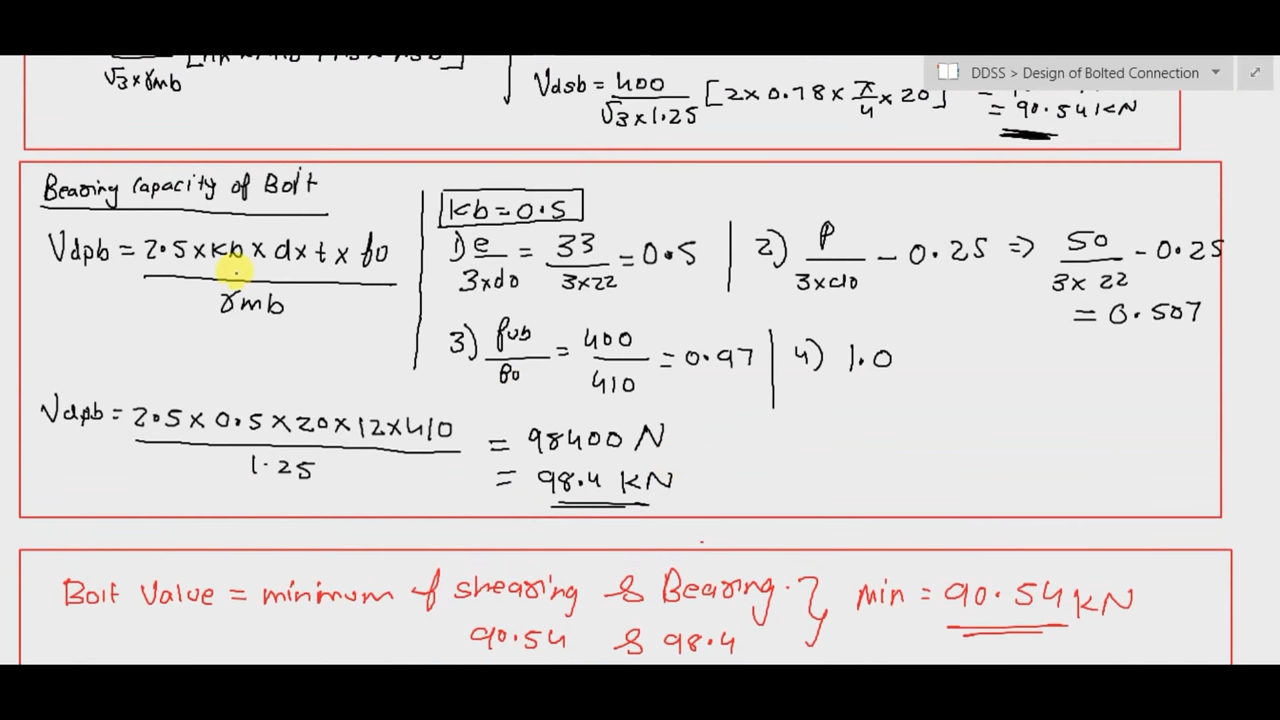 DDSS > Design of Bolted Connection
√3 × γmb
Vdsb = 400 / √3 × 1.25 [2 × 0.78 × π/4 × 20]
= 90.54 kN
Bearing Capacity of Bolt
Vdpb = 2.5 × Kb × d × t × fo / γmb
Kb = 0.5
1) e / 3×do = 33 / 3×22 = 0.5
2) P / 3×do - 0.25 ⇒ 50 / 3×22 - 0.25
= 0.507
3) fub / fo = 400 / 410 = 0.97
4) 1.0
Vdpb = 2.5 × 0.5 × 20 × 12 × 410 / 1.25 = 98400 N
= 98.4 KN
Bolt Value = minimum of shearing & Bearing. } min = 90.54 KN
90.54 & 98.4